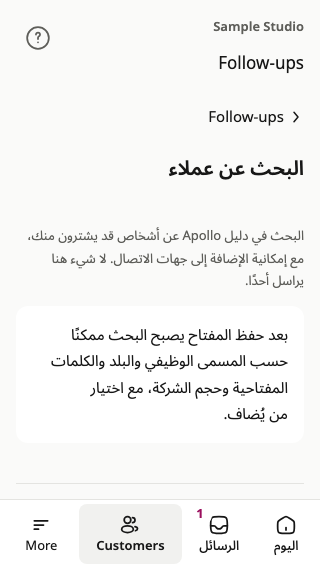 Sample Studio
Follow-ups
Follow-ups
البحث عن عملاء
البحث في دليل Apollo عن أشخاص قد يشترون منك،
مع إمكانية الإضافة إلى جهات الاتصال. لا شيء هنا
يراسل أحدًا.
بعد حفظ المفتاح يصبح البحث ممكنًا
حسب المسمى الوظيفي والبلد والكلمات
المفتاحية وحجم الشركة، مع اختيار
من يُضاف.
اليوم
الرسائل
1
Customers
More